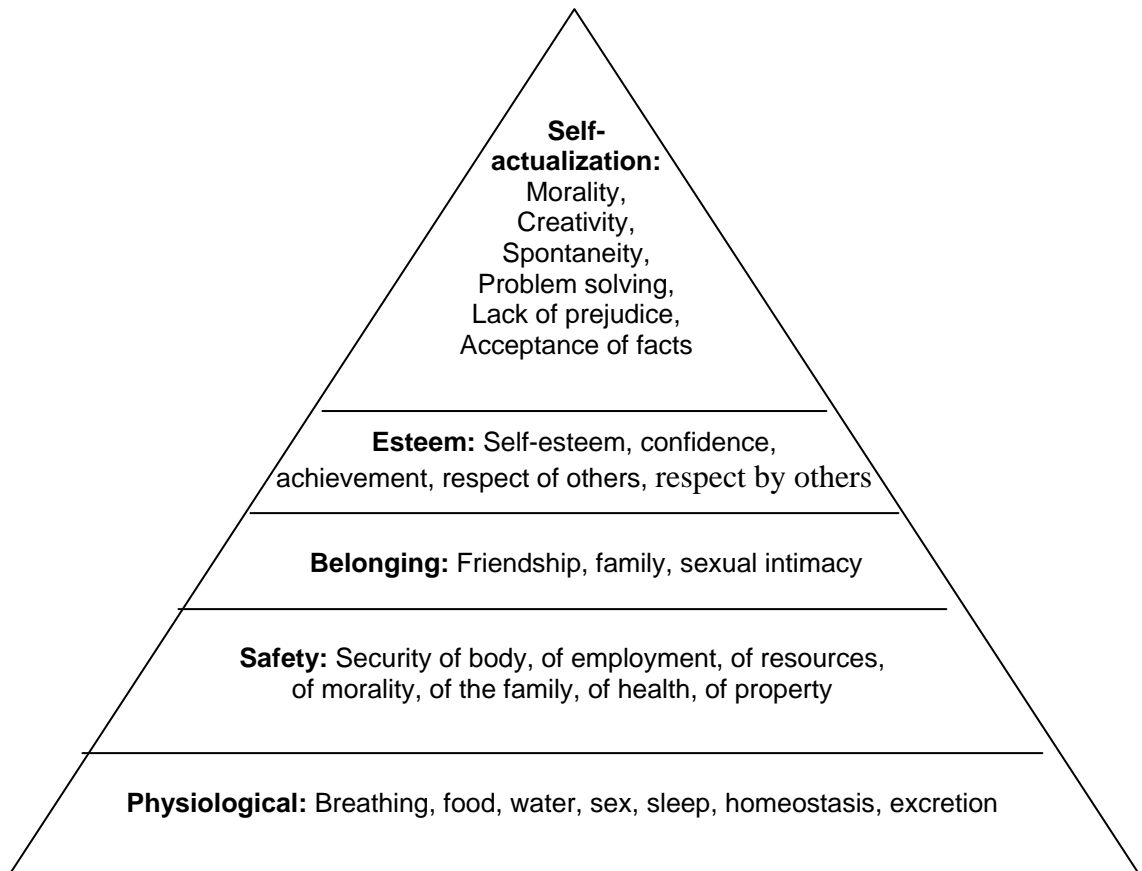 Self-
actualization:
Morality,
Creativity,
Spontaneity,
Problem solving,
Lack of prejudice,
Acceptance of facts
Esteem: Self-esteem, confidence,
achievement, respect of others, respect by others
Belonging: Friendship, family, sexual intimacy
Safety: Security of body, of employment, of resources,
of morality, of the family, of health, of property
Physiological: Breathing, food, water, sex, sleep, homeostasis, excretion